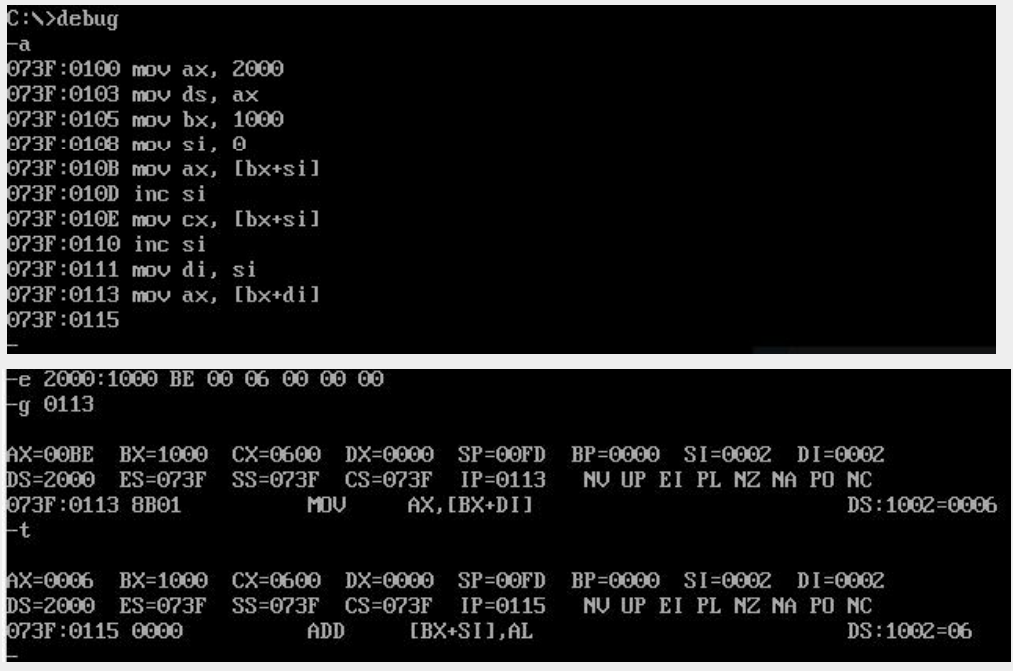 C:\>debug
-a
073F:0100 mov ax, 2000
073F:0103 mov ds, ax
073F:0105 mov bx, 1000
073F:0108 mov si, 0
073F:010B mov ax, [bx+si]
073F:010D inc si
073F:010E mov cx, [bx+si]
073F:0110 inc si
073F:0111 mov di, si
073F:0113 mov ax, [bx+di]
073F:0115
-
-e 2000:1000 BE 00 06 00 00 00
-g 0113
AX=00BE BX=1000 CX=0600 DX=0000 SP=00FD BP=0000 SI=0002 DI=0002
DS=2000 ES=073F SS=073F CS=073F IP=0113 NV UP EI PL NZ NA PO NC
073F:0113 8B01 MOV AX,[BX+DI] DS:1002=0006
-t
AX=0006 BX=1000 CX=0600 DX=0000 SP=00FD BP=0000 SI=0002 DI=0002
DS=2000 ES=073F SS=073F CS=073F IP=0115 NV UP EI PL NZ NA PO NC
073F:0115 0000 ADD [BX+SI],AL DS:1002=06
-